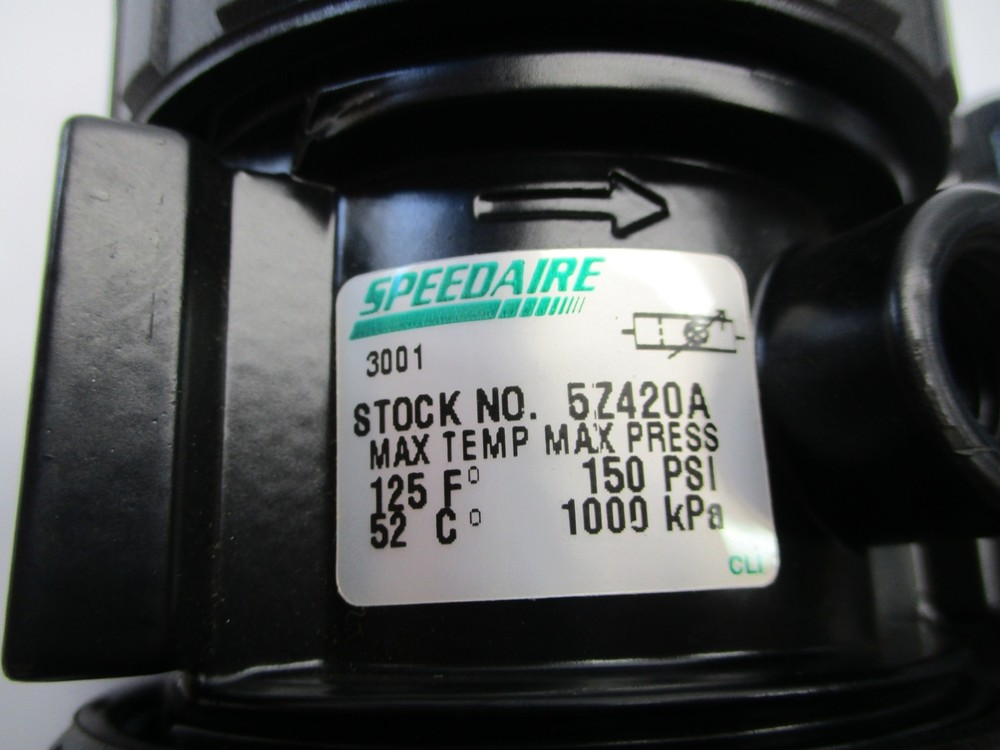 SPEEDAIRE
3001
STOCK NO. 5Z420A
MAX TEMP MAX PRESS
125 F° 150 PSI
52 C° 1000 kPa
CLI